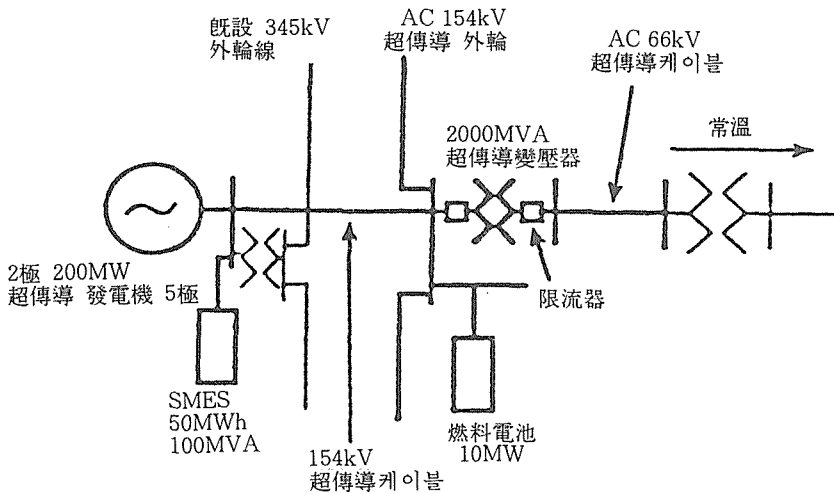 旣設 345kV
外輪線
AC 154kV
超傳導 外輪
AC 66kV
超傳導케이블
2000MVA
超傳導變壓器
常溫
2極 200MW
超傳導 發電機 5極
限流器
SMES
50MWh
100MVA
154kV
超傳導케이블
燃料電池
10MW